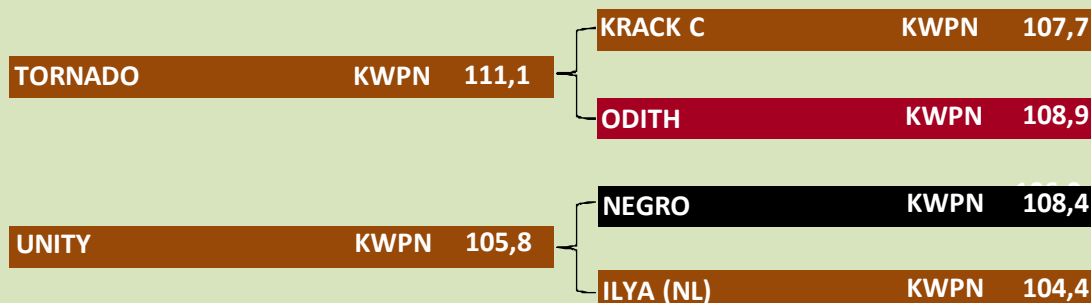 KRACK C KWPN 107,7
TORNADO KWPN 111,1
ODITH KWPN 108,9
NEGRO KWPN 108,4
UNITY KWPN 105,8
ILYA (NL) KWPN 104,4